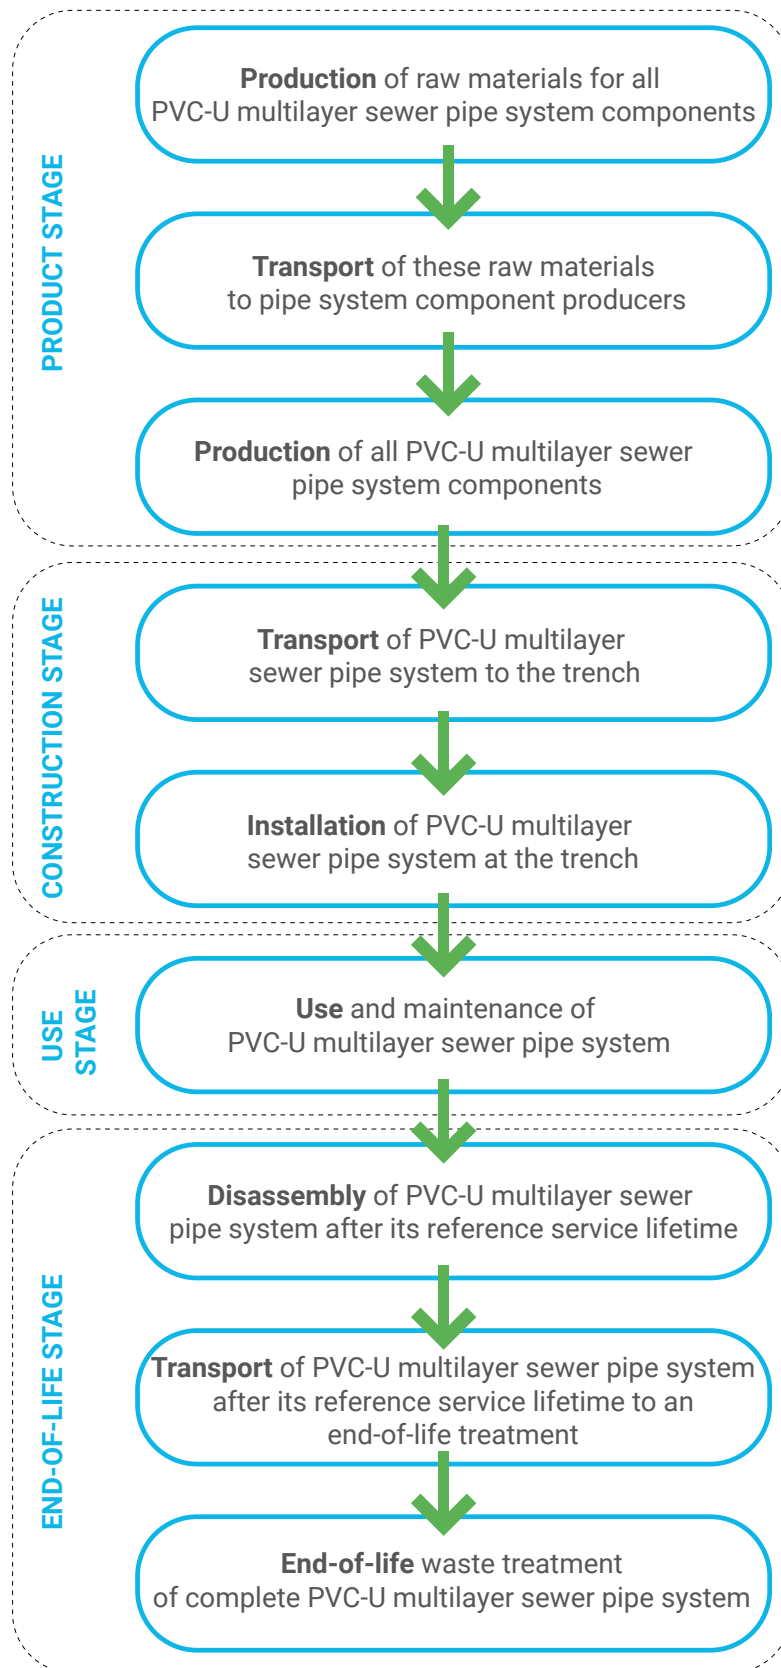 PRODUCT STAGE
Production of raw materials for all
PVC-U multilayer sewer pipe system components
Transport of these raw materials
to pipe system component producers
Production of all PVC-U multilayer sewer
pipe system components
CONSTRUCTION STAGE
Transport of PVC-U multilayer
sewer pipe system to the trench
Installation of PVC-U multilayer
sewer pipe system at the trench
USE
STAGE
Use and maintenance of
PVC-U multilayer sewer pipe system
END-OF-LIFE STAGE
Disassembly of PVC-U multilayer sewer
pipe system after its reference service lifetime
Transport of PVC-U multilayer sewer pipe system
after its reference service lifetime to an
end-of-life treatment
End-of-life waste treatment
of complete PVC-U multilayer sewer pipe system